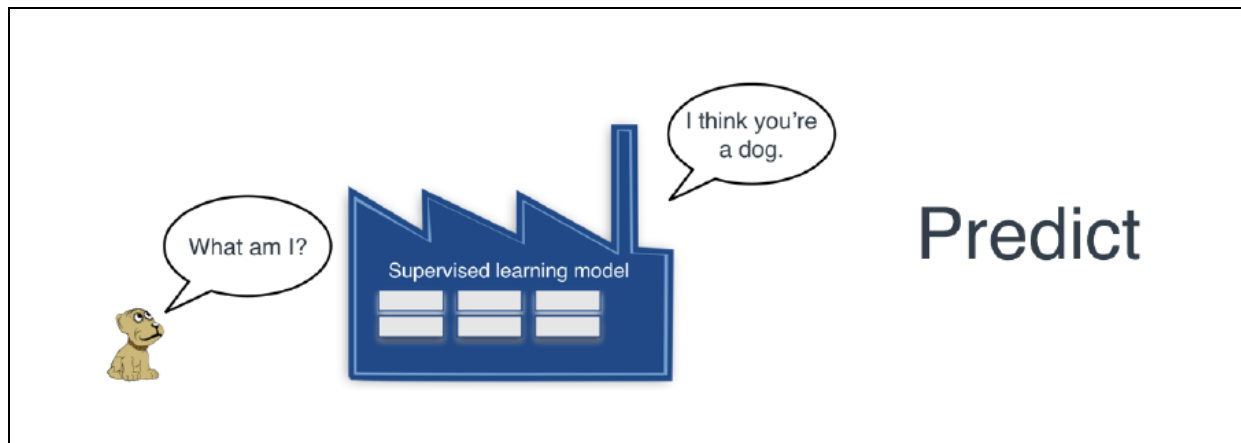 What am I?
Supervised learning model
I think you're
a dog.
Predict